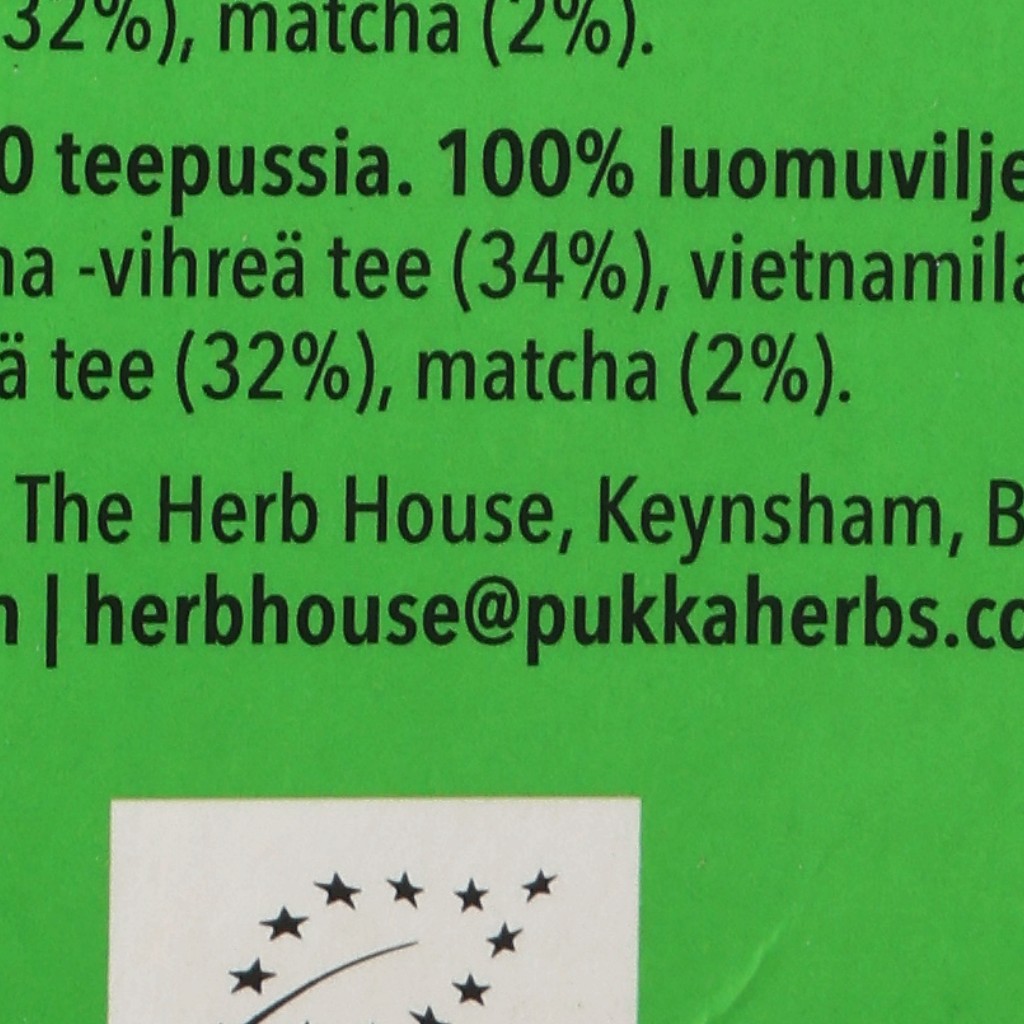 32%), matcha (2%).
0 teepussia. 100% luomuvilje
na -vihreä tee (34%), vietnamila
ä tee (32%), matcha (2%).
The Herb House, Keynsham, B
| herbhouse@pukkaherbs.co